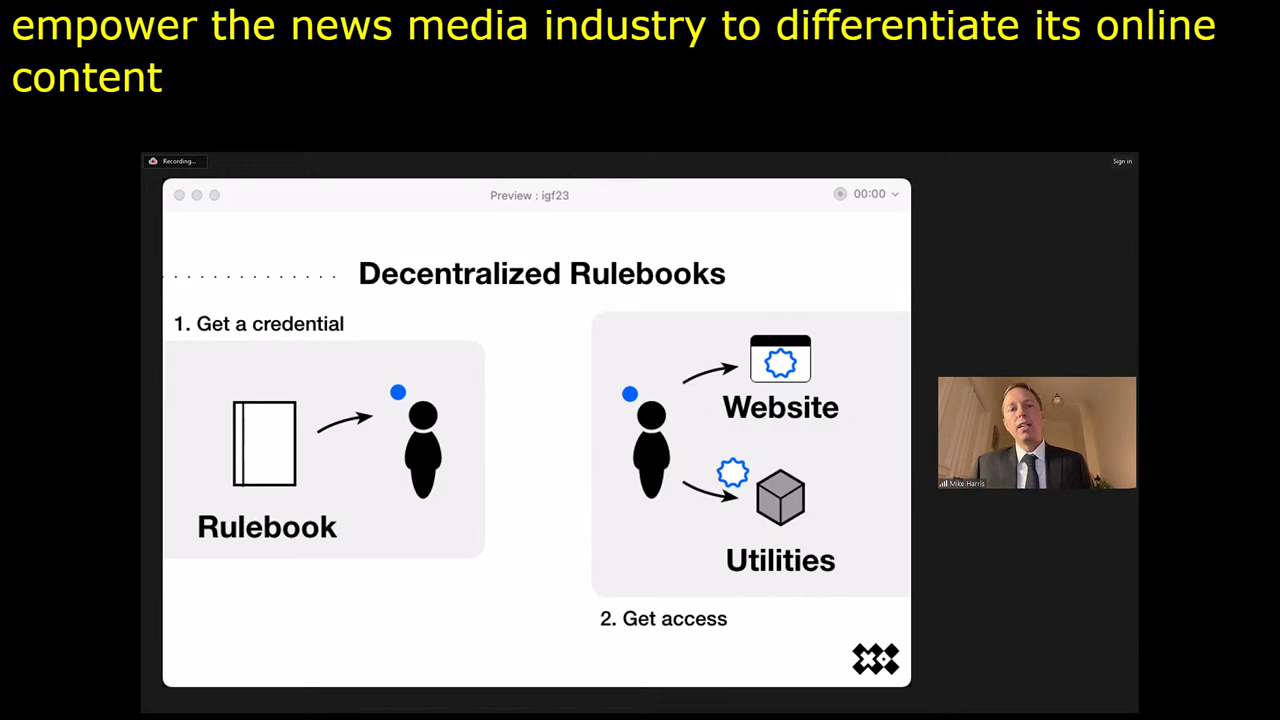 empower the news media industry to differentiate its online
content
Recording...
Sign in
Preview : igf23
00:00
Decentralized Rulebooks
1. Get a credential
Rulebook
Website
Utilities
2. Get access
Mike Harris